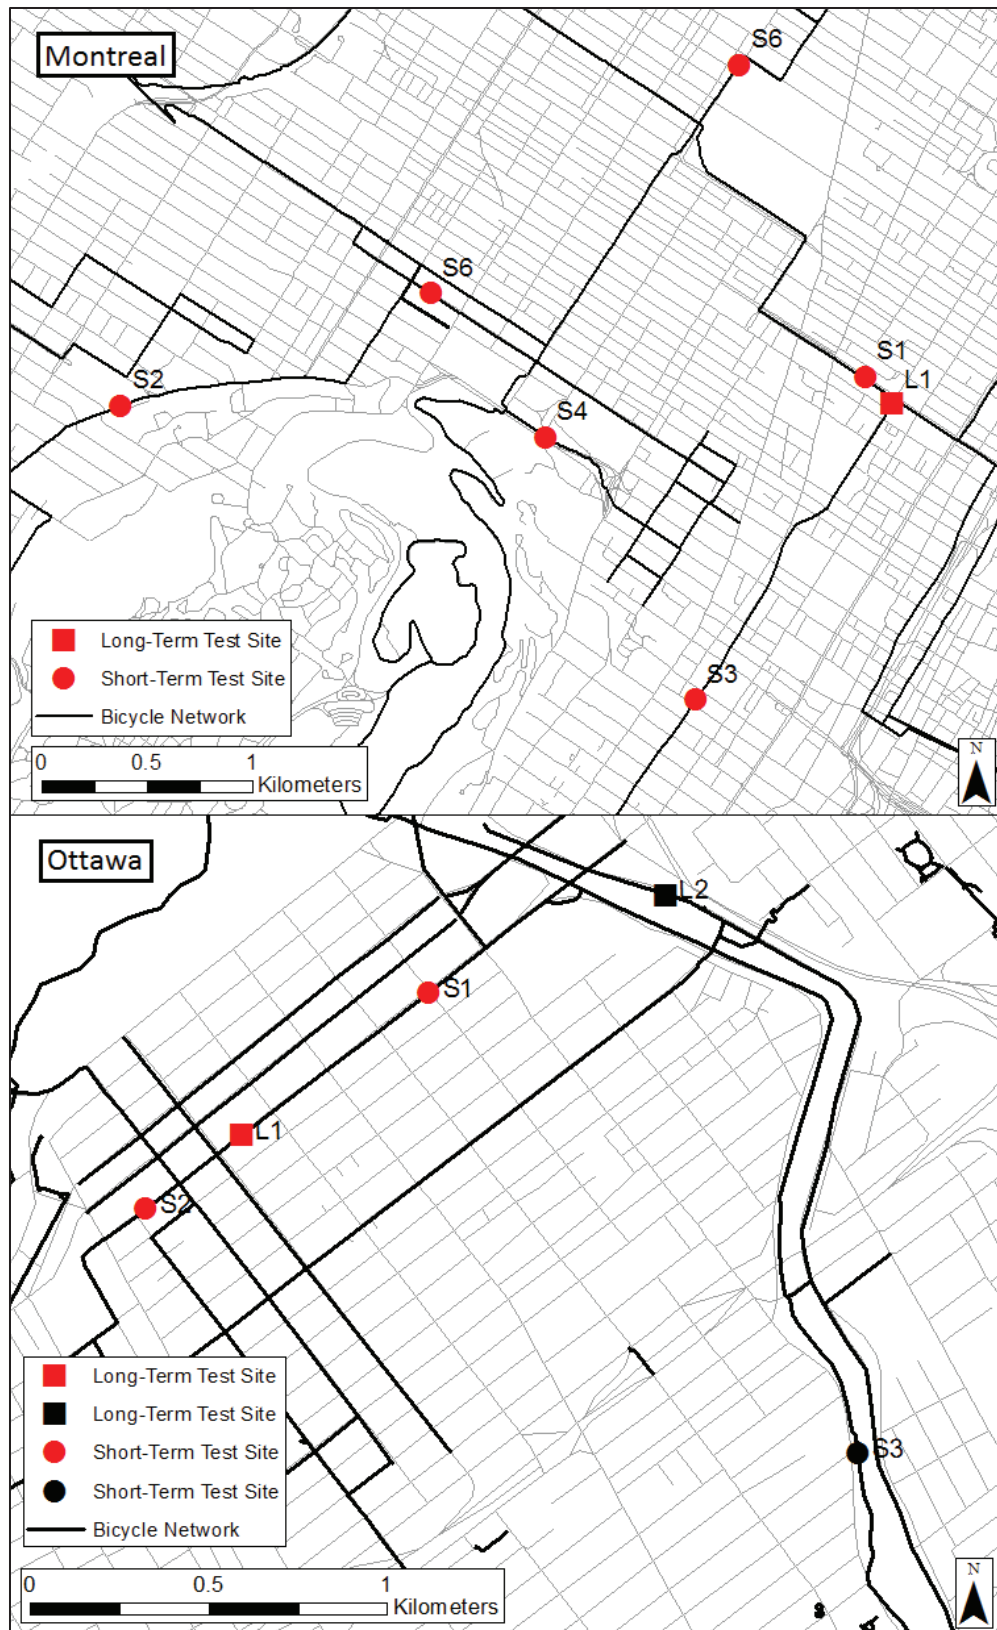 Montreal
S6
S6
S1
L1
S2
S4
S3
Long-Term Test Site
Short-Term Test Site
Bicycle Network
0 0.5 1
Kilometers
N
Ottawa
L2
S1
L1
S2
S3
Long-Term Test Site
Long-Term Test Site
Short-Term Test Site
Short-Term Test Site
Bicycle Network
0 0.5 1
Kilometers
N